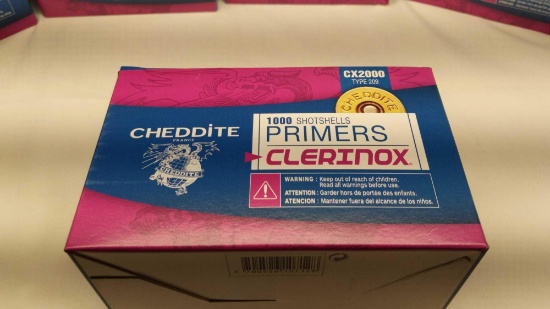 CX2000
TYPE 209
CHEDDITE
1000 SHOTSHELLS
PRIMERS
CLERINOX
CHEDDITE
FRANCE
CHEDDITE
WARNING : Keep out of reach of children.
Read all warnings before use.
ATTENTION : Garder hors de portée des enfants.
ATENCION : Mantener fuera del alcance de los niños.